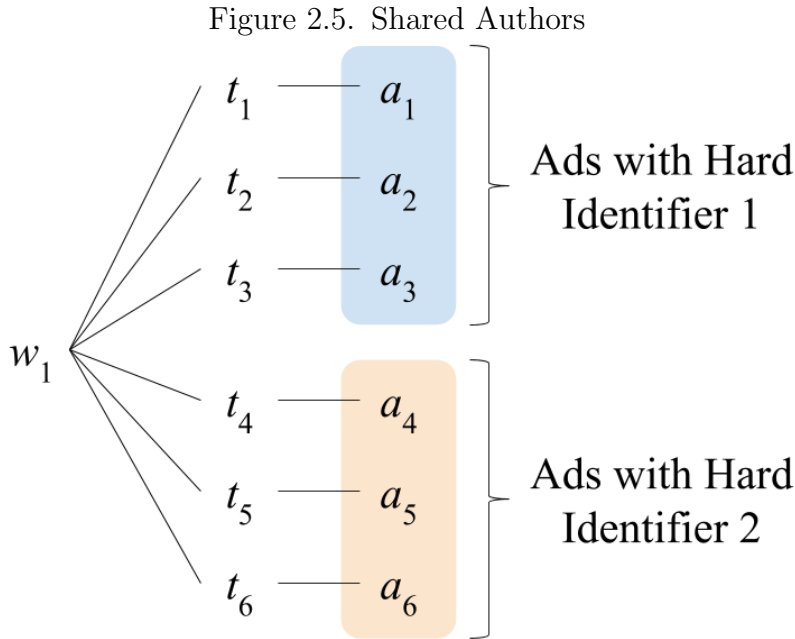 Figure 2.5. Shared Authors
t1 a1
t2 a2
t3 a3
Ads with Hard
Identifier 1
w1
t4 a4
t5 a5
t6 a6
Ads with Hard
Identifier 2